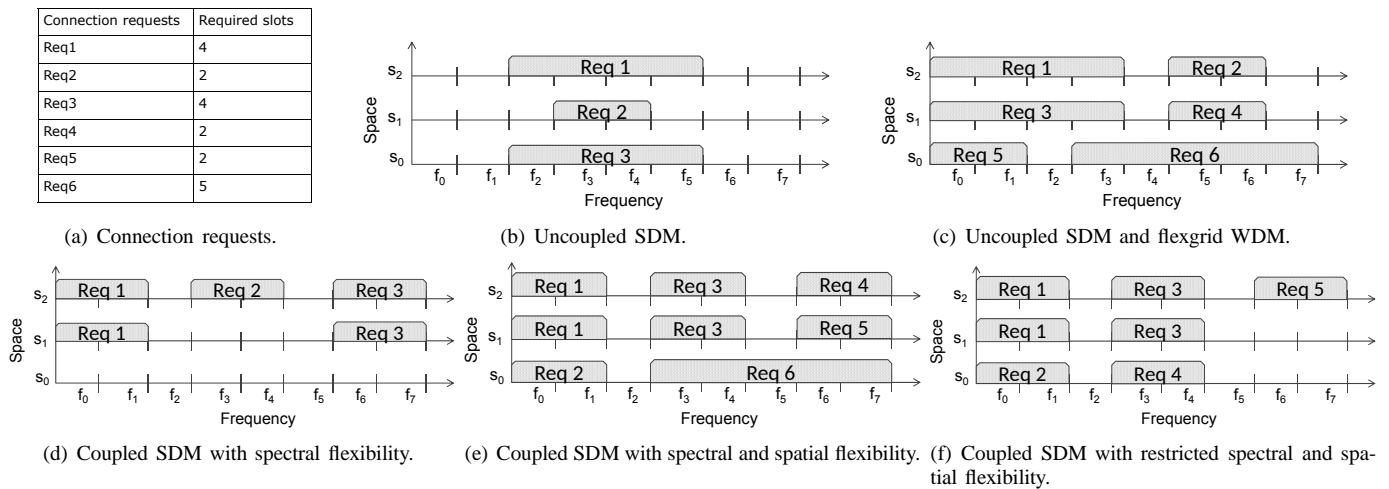 Connection requests Required slots
Req1 4
Req2 2
Req3 4
Req4 2
Req5 2
Req6 5
(a) Connection requests.
Space
s2 Req 1
s1 Req 2
s0 Req 3
f0 f1 f2 f3 f4 f5 f6 f7
Frequency
(b) Uncoupled SDM.
Space
s2 Req 1 Req 2
s1 Req 3 Req 4
s0 Req 5 Req 6
f0 f1 f2 f3 f4 f5 f6 f7
Frequency
(c) Uncoupled SDM and flexgrid WDM.
Space
s2 Req 1 Req 2 Req 3
s1 Req 1 Req 3
s0
f0 f1 f2 f3 f4 f5 f6 f7
Frequency
(d) Coupled SDM with spectral flexibility.
Space
s2 Req 1 Req 3 Req 4
s1 Req 1 Req 3 Req 5
s0 Req 2 Req 6
f0 f1 f2 f3 f4 f5 f6 f7
Frequency
(e) Coupled SDM with spectral and spatial flexibility.
Space
s2 Req 1 Req 3 Req 5
s1 Req 1 Req 3
s0 Req 2 Req 4
f0 f1 f2 f3 f4 f5 f6 f7
Frequency
(f) Coupled SDM with restricted spectral and spa-
tial flexibility.